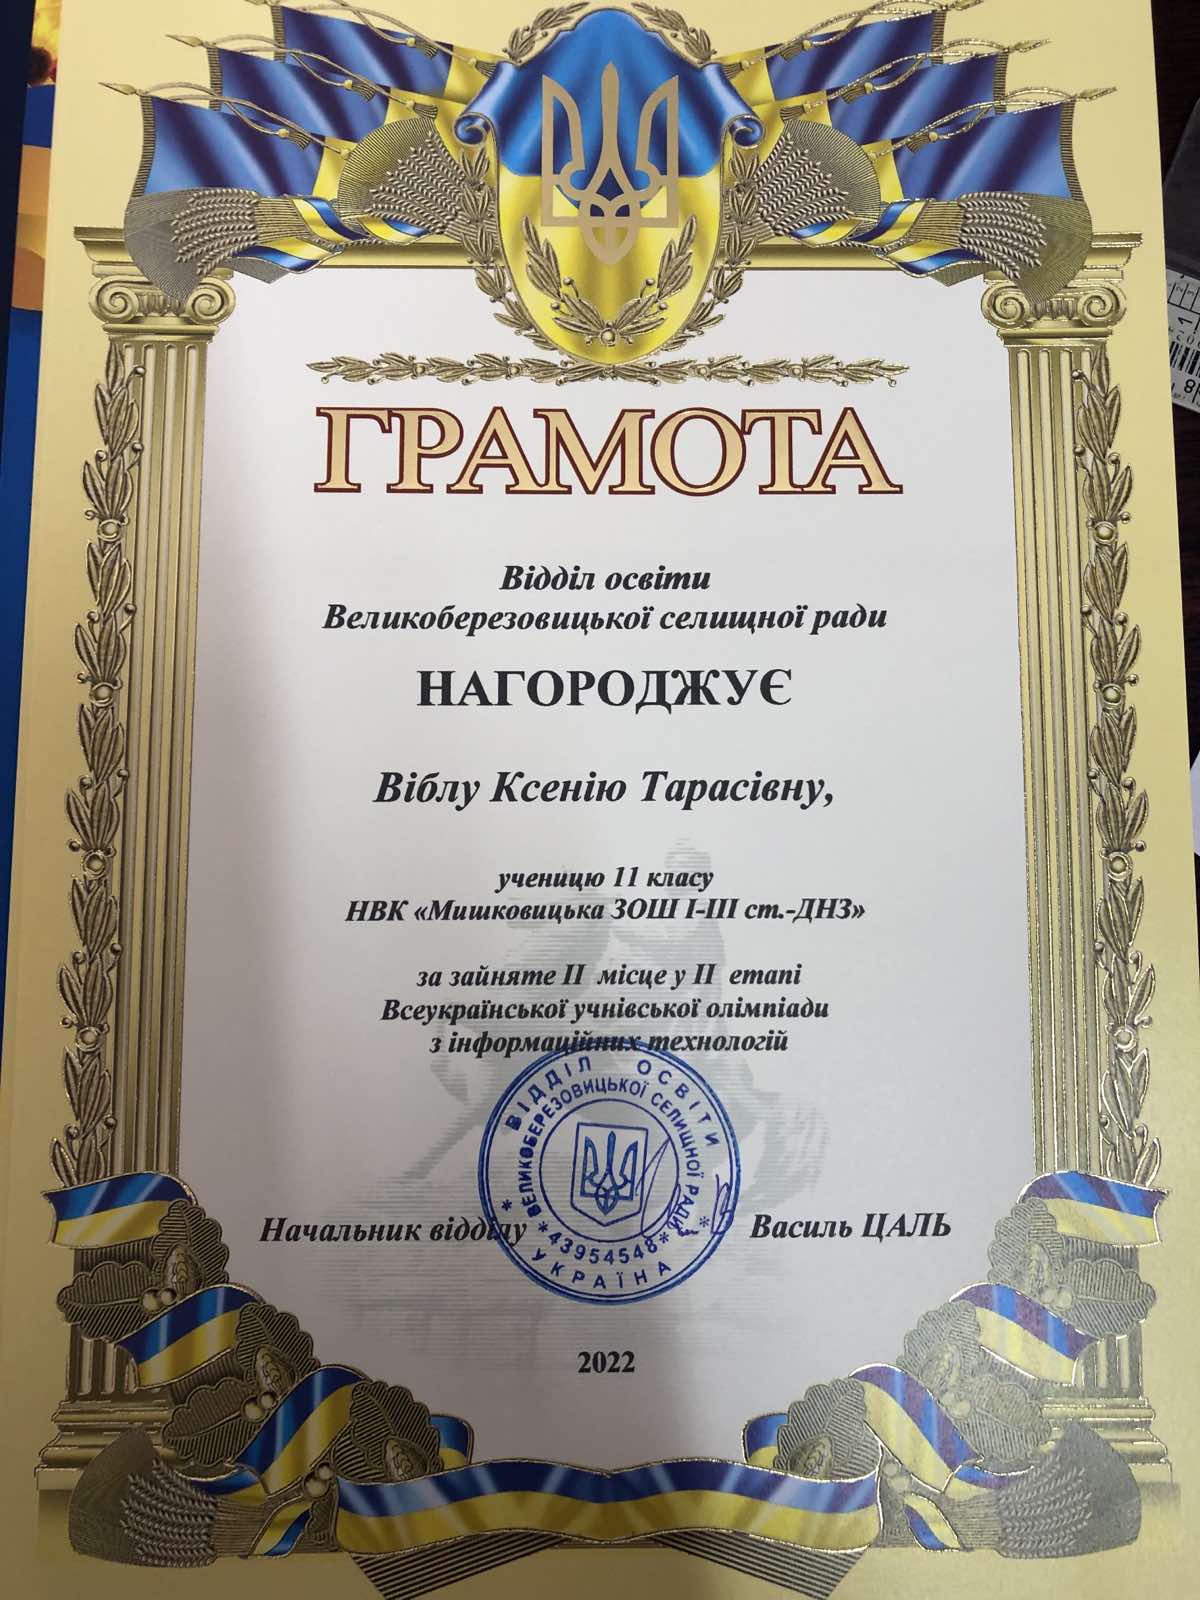 ГРАМОТА
Відділ освіти
Великоберезовицької селищної ради
НАГОРОДЖУЄ
Віблу Ксенію Тарасівну,
ученицю 11 класу
НВК «Мишковицька ЗОШ І-ІІІ ст.-ДНЗ»
за зайняте ІІ місце у ІІ етапі
Всеукраїнської учнівської олімпіади
з інформаційних технологій
ВІДДІЛ ОСВІТИ
ВЕЛИКОБЕРЕЗОВИЦЬКОЇ СЕЛИЩНОЇ РАДИ
*43954548*
* УКРАЇНА *
Начальник відділу
Василь ЦАЛЬ
2022